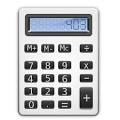 403
M+ M- Mc ÷
7 8 9 x
4 5 6 -
1 2 3 +
0 . =